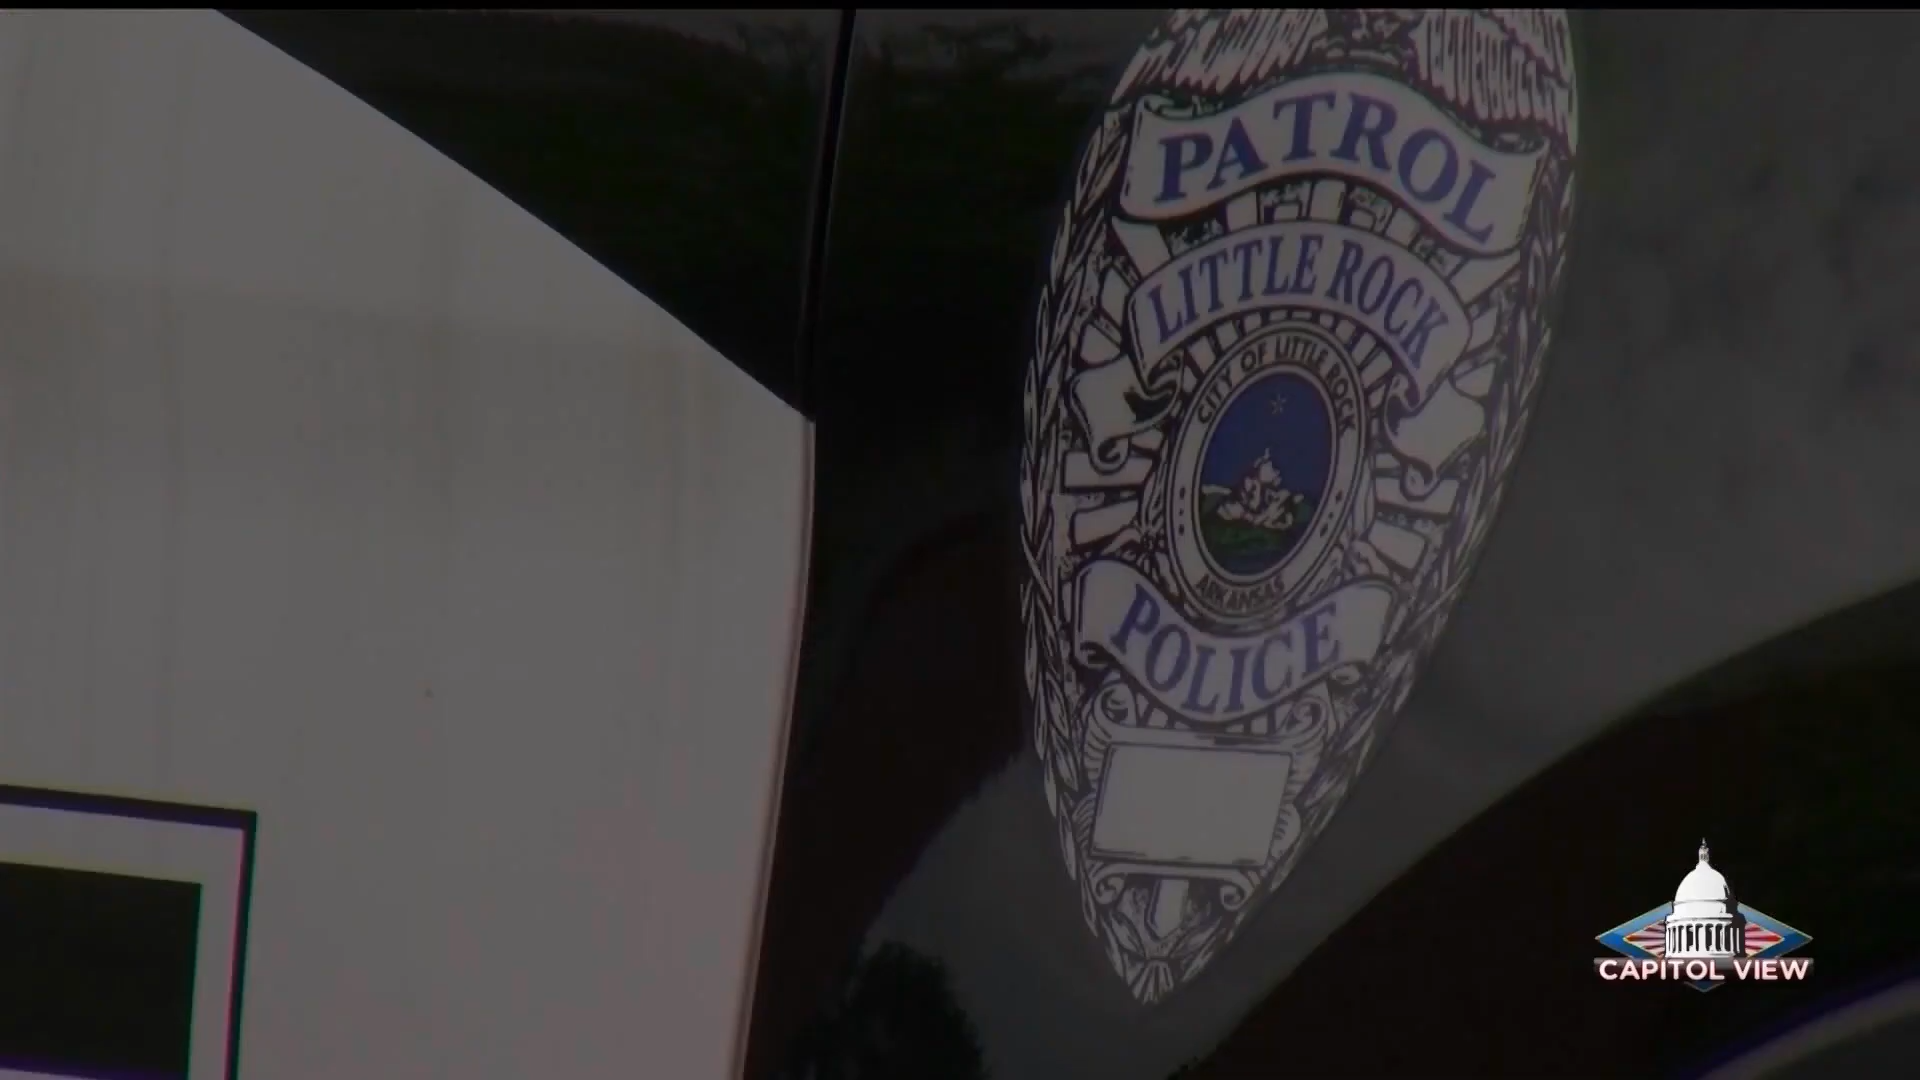 PATROL
LITTLE ROCK
CITY OF LITTLE ROCK
ARKANSAS
POLICE
CAPITOL VIEW